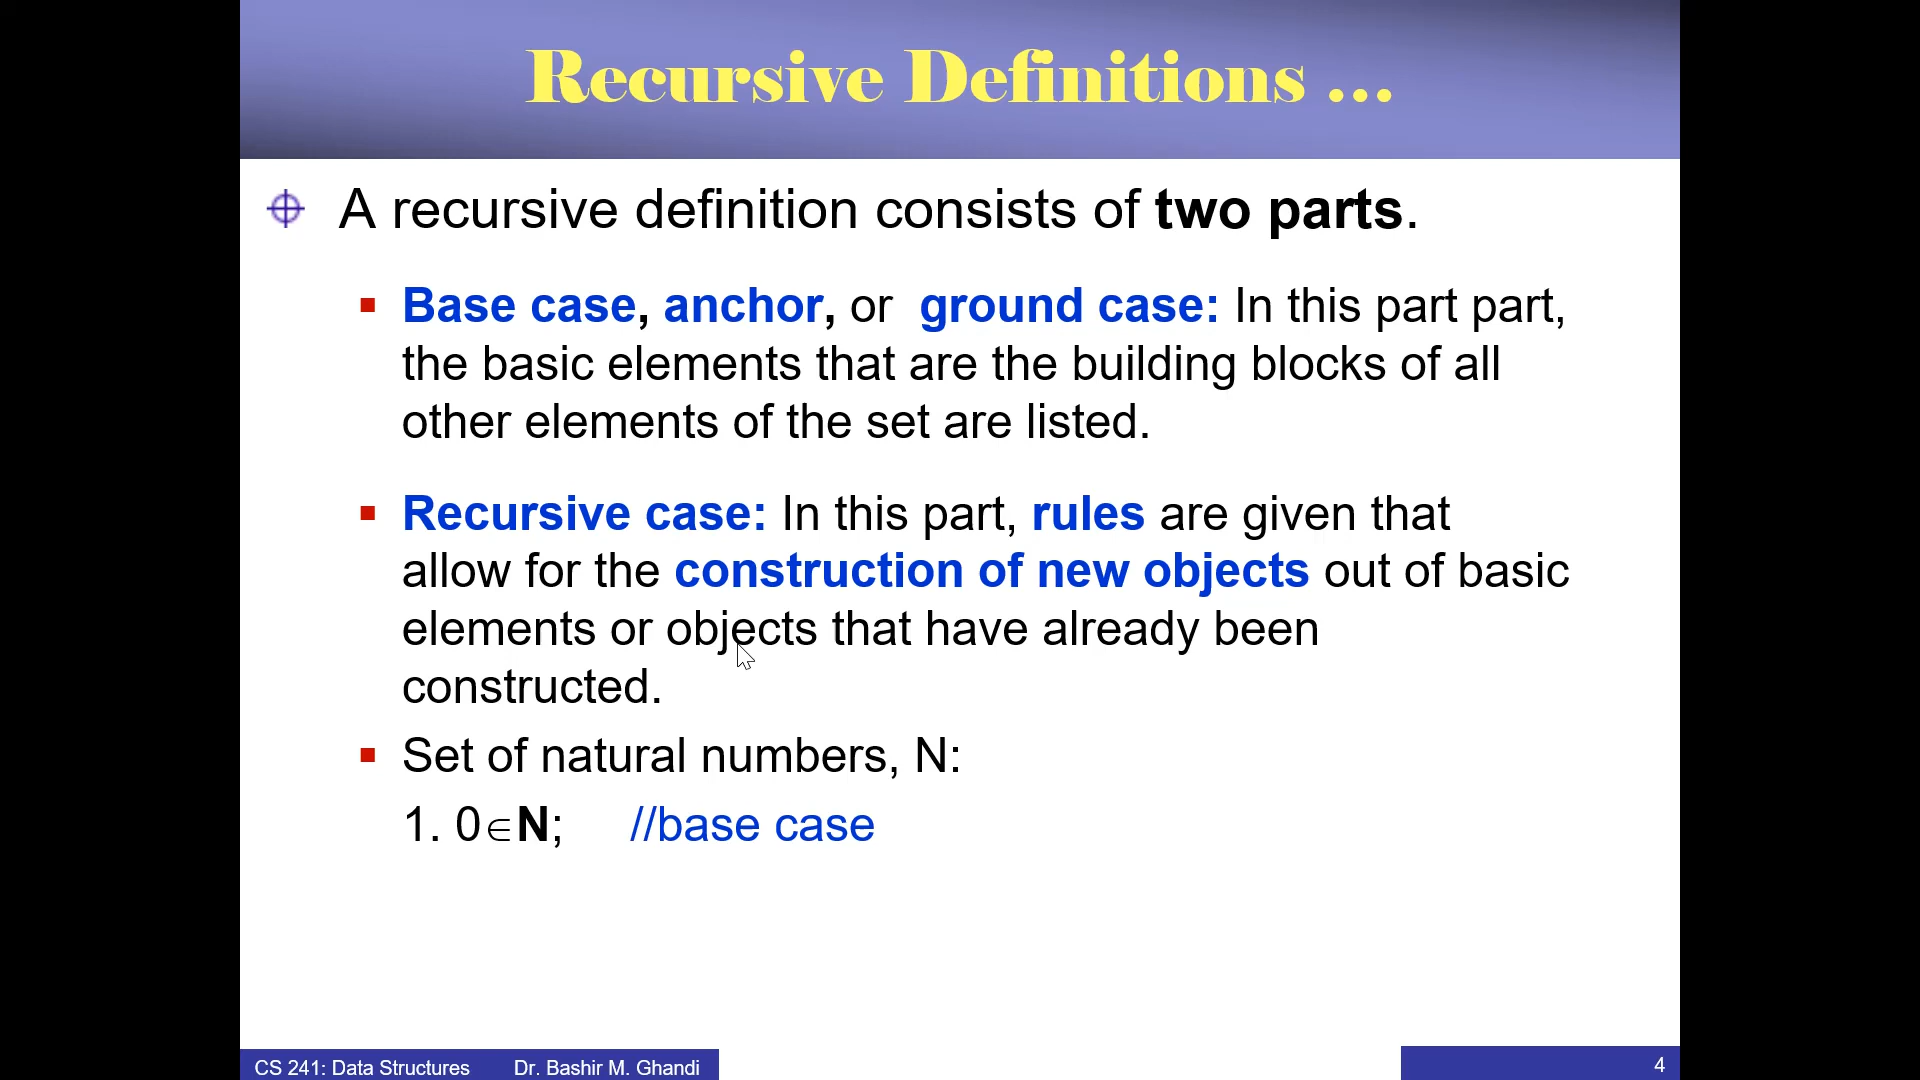 Recursive Definitions ...
A recursive definition consists of two parts.
Base case, anchor, or ground case: In this part part,
the basic elements that are the building blocks of all
other elements of the set are listed.
Recursive case: In this part, rules are given that
allow for the construction of new objects out of basic
elements or objects that have already been
constructed.
Set of natural numbers, N:
1. 0∈N; //base case
CS 241: Data Structures Dr. Bashir M. Ghandi
4